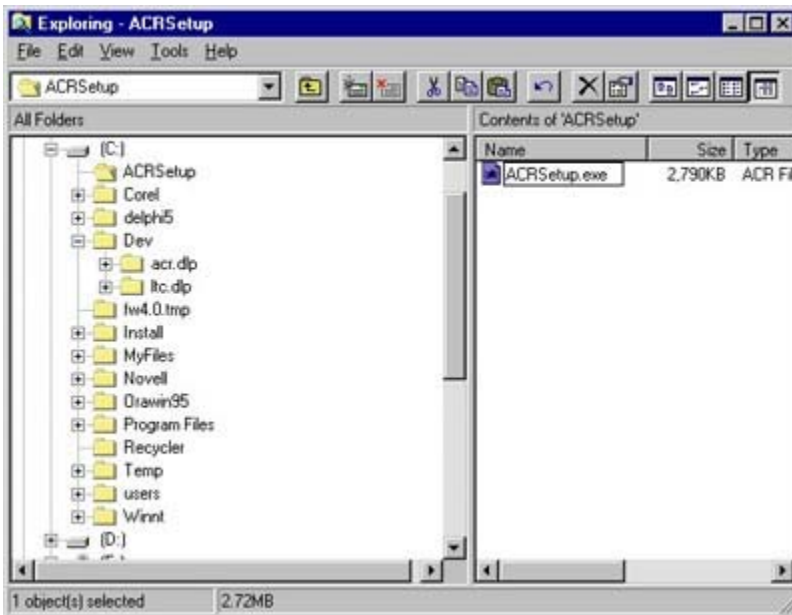 Exploring - ACRSetup
File Edit View Tools Help
ACRSetup
All Folders
Contents of 'ACRSetup'
(C:)
ACRSetup
Corel
delphi5
Dev
acr.dlp
ltc.dlp
fw4.0.tmp
Install
MyFiles
Novell
Orawin95
Program Files
Recycler
Temp
users
Winnt
(D:)
Name Size Type
ACRSetup.exe 2,790KB ACR Fil
1 object(s) selected 2.72MB